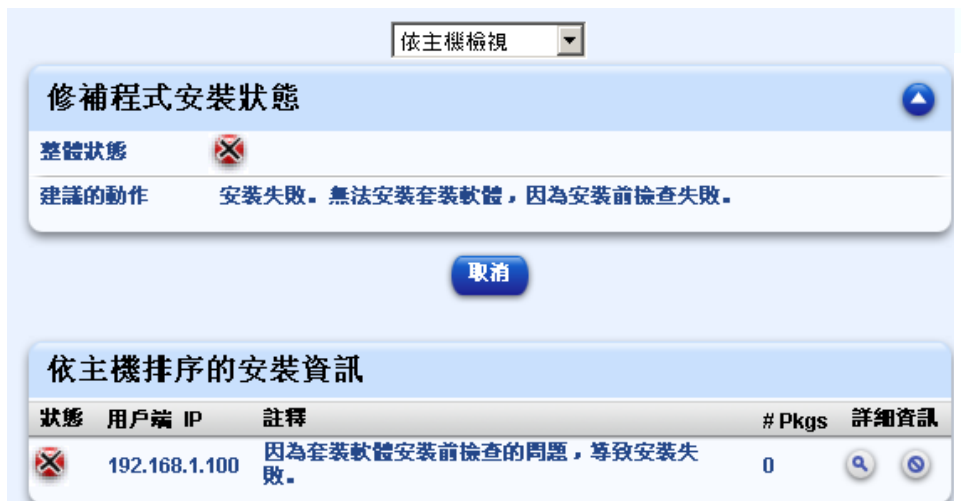 依主機檢視
修補程式安裝狀態
整體狀態
建議的動作 安裝失敗。無法安裝套裝軟體，因為安裝前檢查失敗。
取消
依主機排序的安裝資訊
狀態 用戶端 IP 註釋 # Pkgs 詳細資訊
192.168.1.100 因為套裝軟體安裝前檢查的問題，導致安裝失 0
敗。